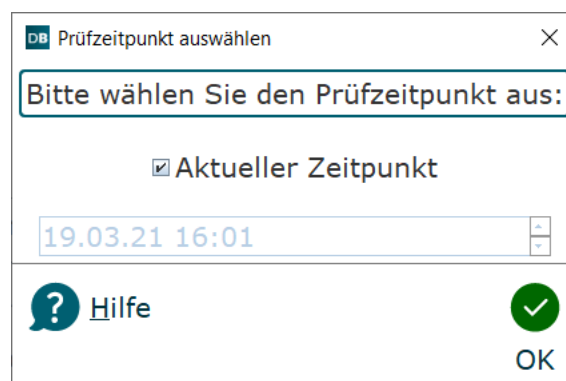 DB Prüfzeitpunkt auswählen
Bitte wählen Sie den Prüfzeitpunkt aus:
Aktueller Zeitpunkt
19.03.21 16:01
? Hilfe
OK